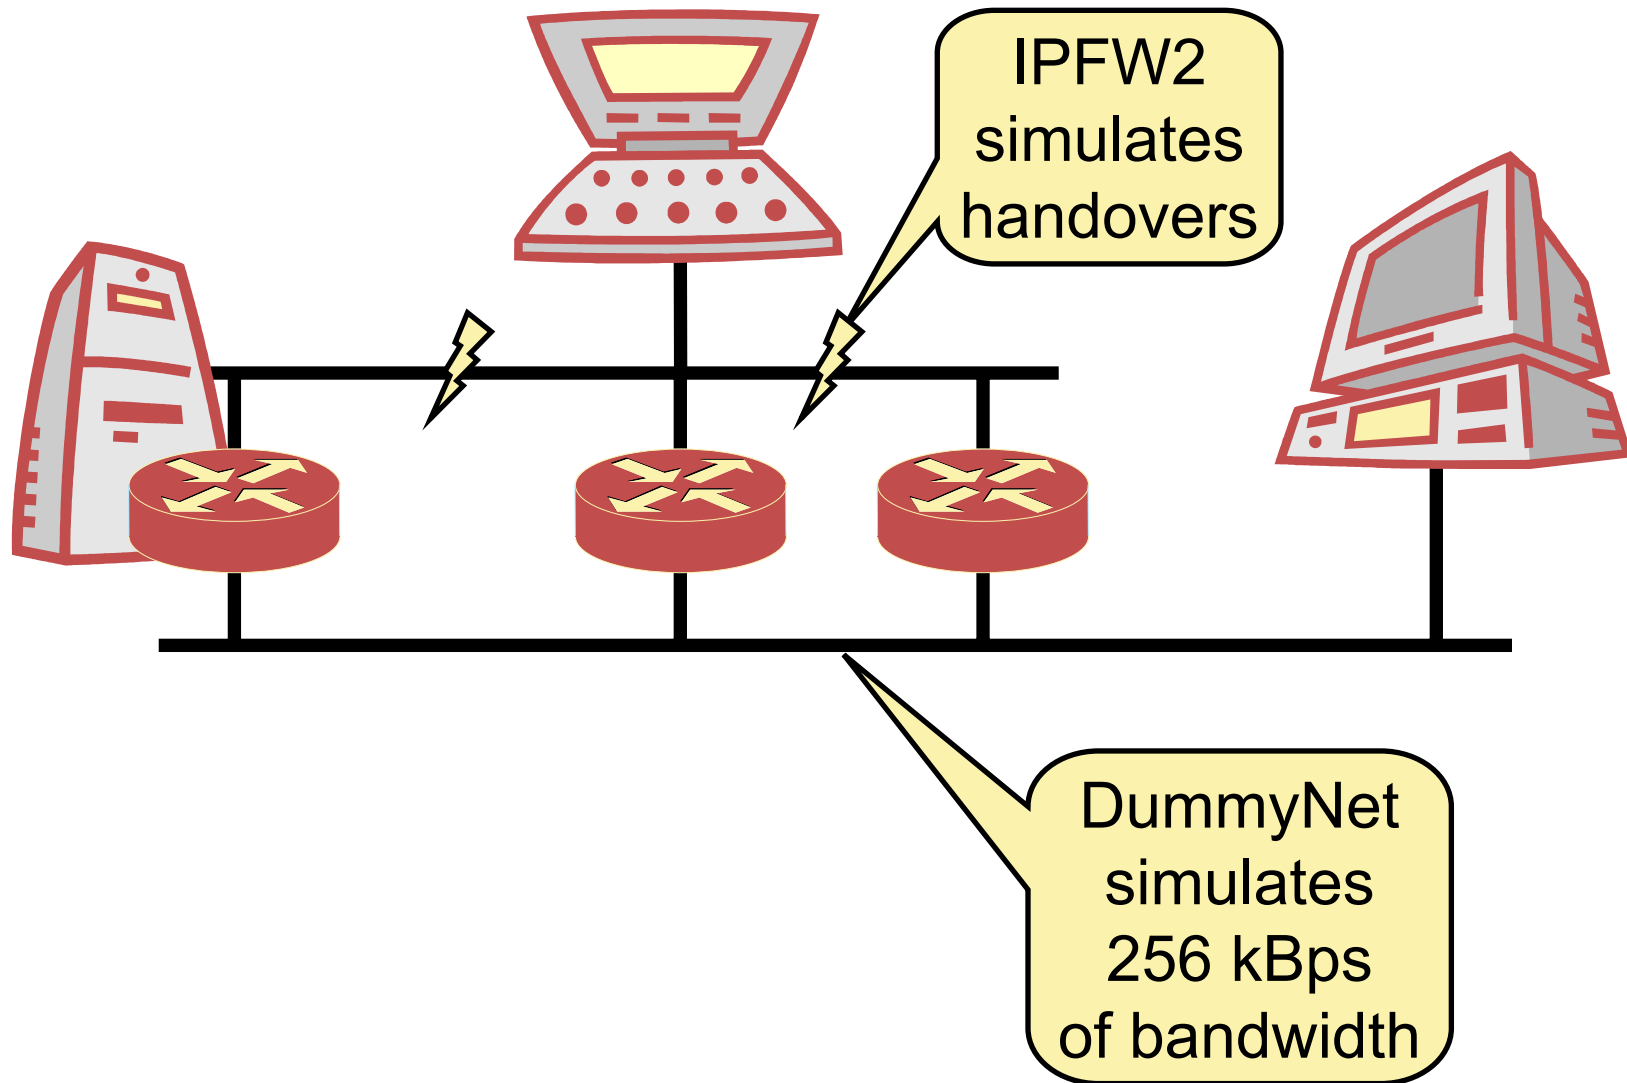 IPFW2
simulates
handovers
DummyNet
simulates
256 kBps
of bandwidth